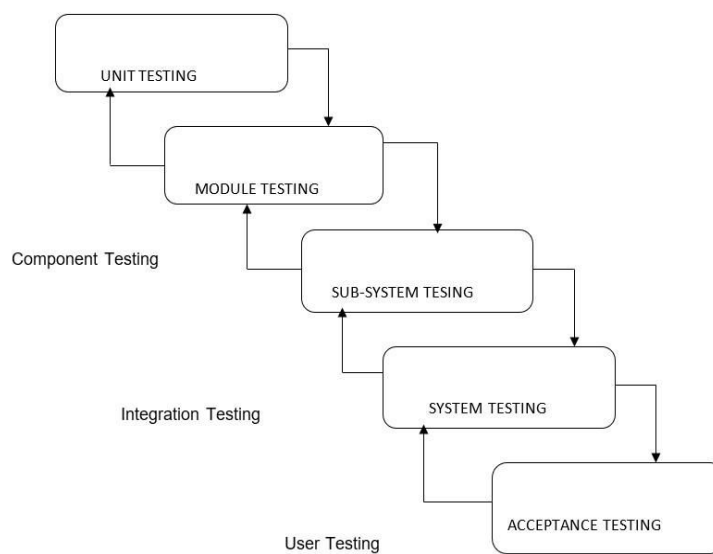 UNIT TESTING
MODULE TESTING
Component Testing
SUB-SYSTEM TESING
Integration Testing
SYSTEM TESTING
ACCEPTANCE TESTING
User Testing